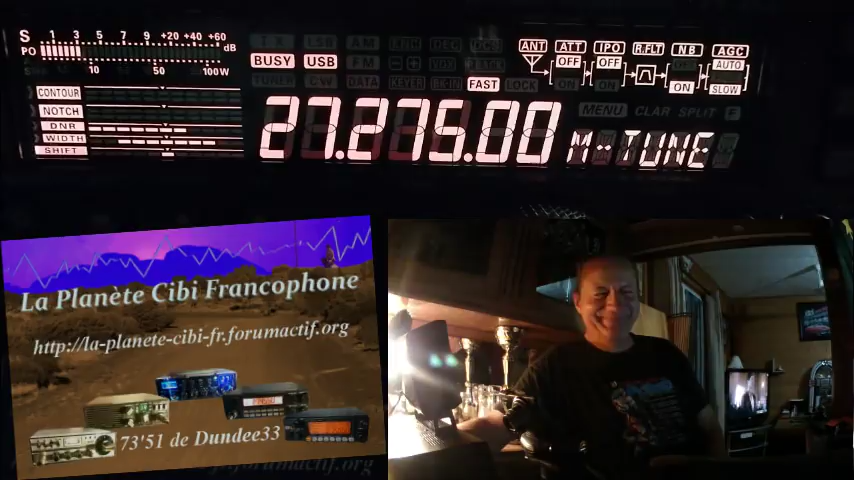 S 1 3 5 7 9 +20 +40 +60 dB
PO 10 50 100 W
BUSY USB
FAST
CONTOUR
NOTCH
DNR
WIDTH
SHIFT
27.275.00
ANT ATT IPO R.FLT NB AGC
OFF OFF AUTO
ON SLOW
MENU CLAR SPLIT F
M-TUNE
La Planète Cibi Francophone
http://la-planete-cibi-fr.forumactif.org
73'51 de Dundee33